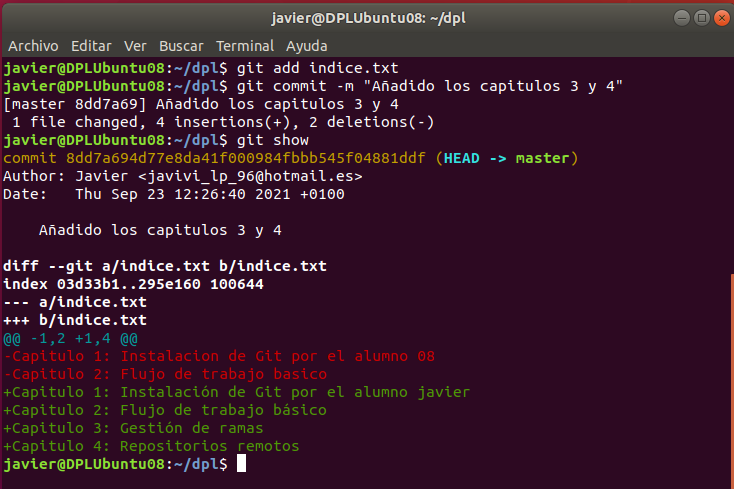 javier@DPLUbuntu08: ~/dpl
Archivo Editar Ver Buscar Terminal Ayuda
javier@DPLUbuntu08:~/dpl$ git add indice.txt
javier@DPLUbuntu08:~/dpl$ git commit -m "Añadido los capitulos 3 y 4"
[master 8dd7a69] Añadido los capitulos 3 y 4
 1 file changed, 4 insertions(+), 2 deletions(-)
javier@DPLUbuntu08:~/dpl$ git show
commit 8dd7a694d77e8da41f000984fbbb545f04881ddf (HEAD -> master)
Author: Javier <javivi_lp_96@hotmail.es>
Date:   Thu Sep 23 12:26:40 2021 +0100
    Añadido los capitulos 3 y 4
diff --git a/indice.txt b/indice.txt
index 03d33b1..295e160 100644
--- a/indice.txt
+++ b/indice.txt
@@ -1,2 +1,4 @@
-Capitulo 1: Instalacion de Git por el alumno 08
-Capitulo 2: Flujo de trabajo basico
+Capitulo 1: Instalación de Git por el alumno javier
+Capitulo 2: Flujo de trabajo básico
+Capitulo 3: Gestión de ramas
+Capitulo 4: Repositorios remotos
javier@DPLUbuntu08:~/dpl$